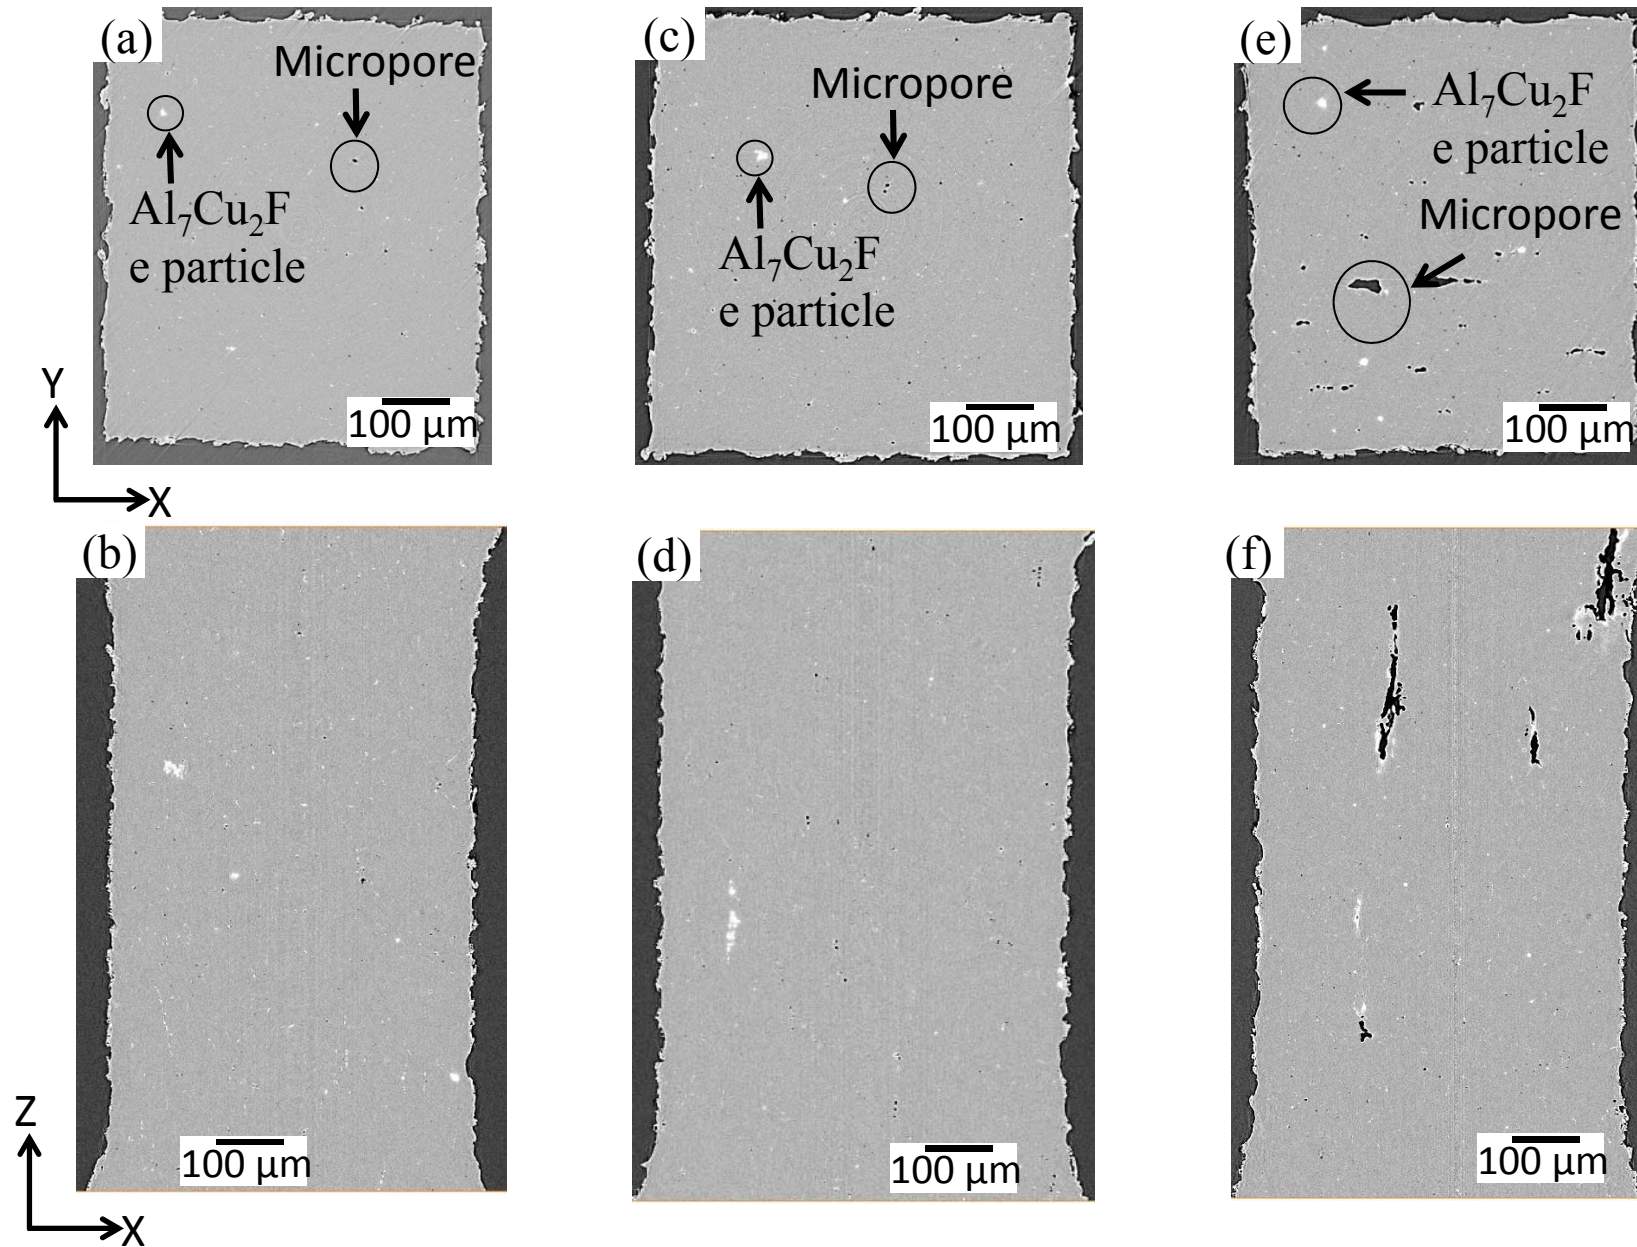 (a)
Micropore
Al₇Cu₂F
e particle
100 µm
(c)
Micropore
Al₇Cu₂F
e particle
100 µm
(e)
Al₇Cu₂F
e particle
Micropore
100 µm
Y
X
(b)
100 µm
(d)
100 µm
(f)
100 µm
Z
X